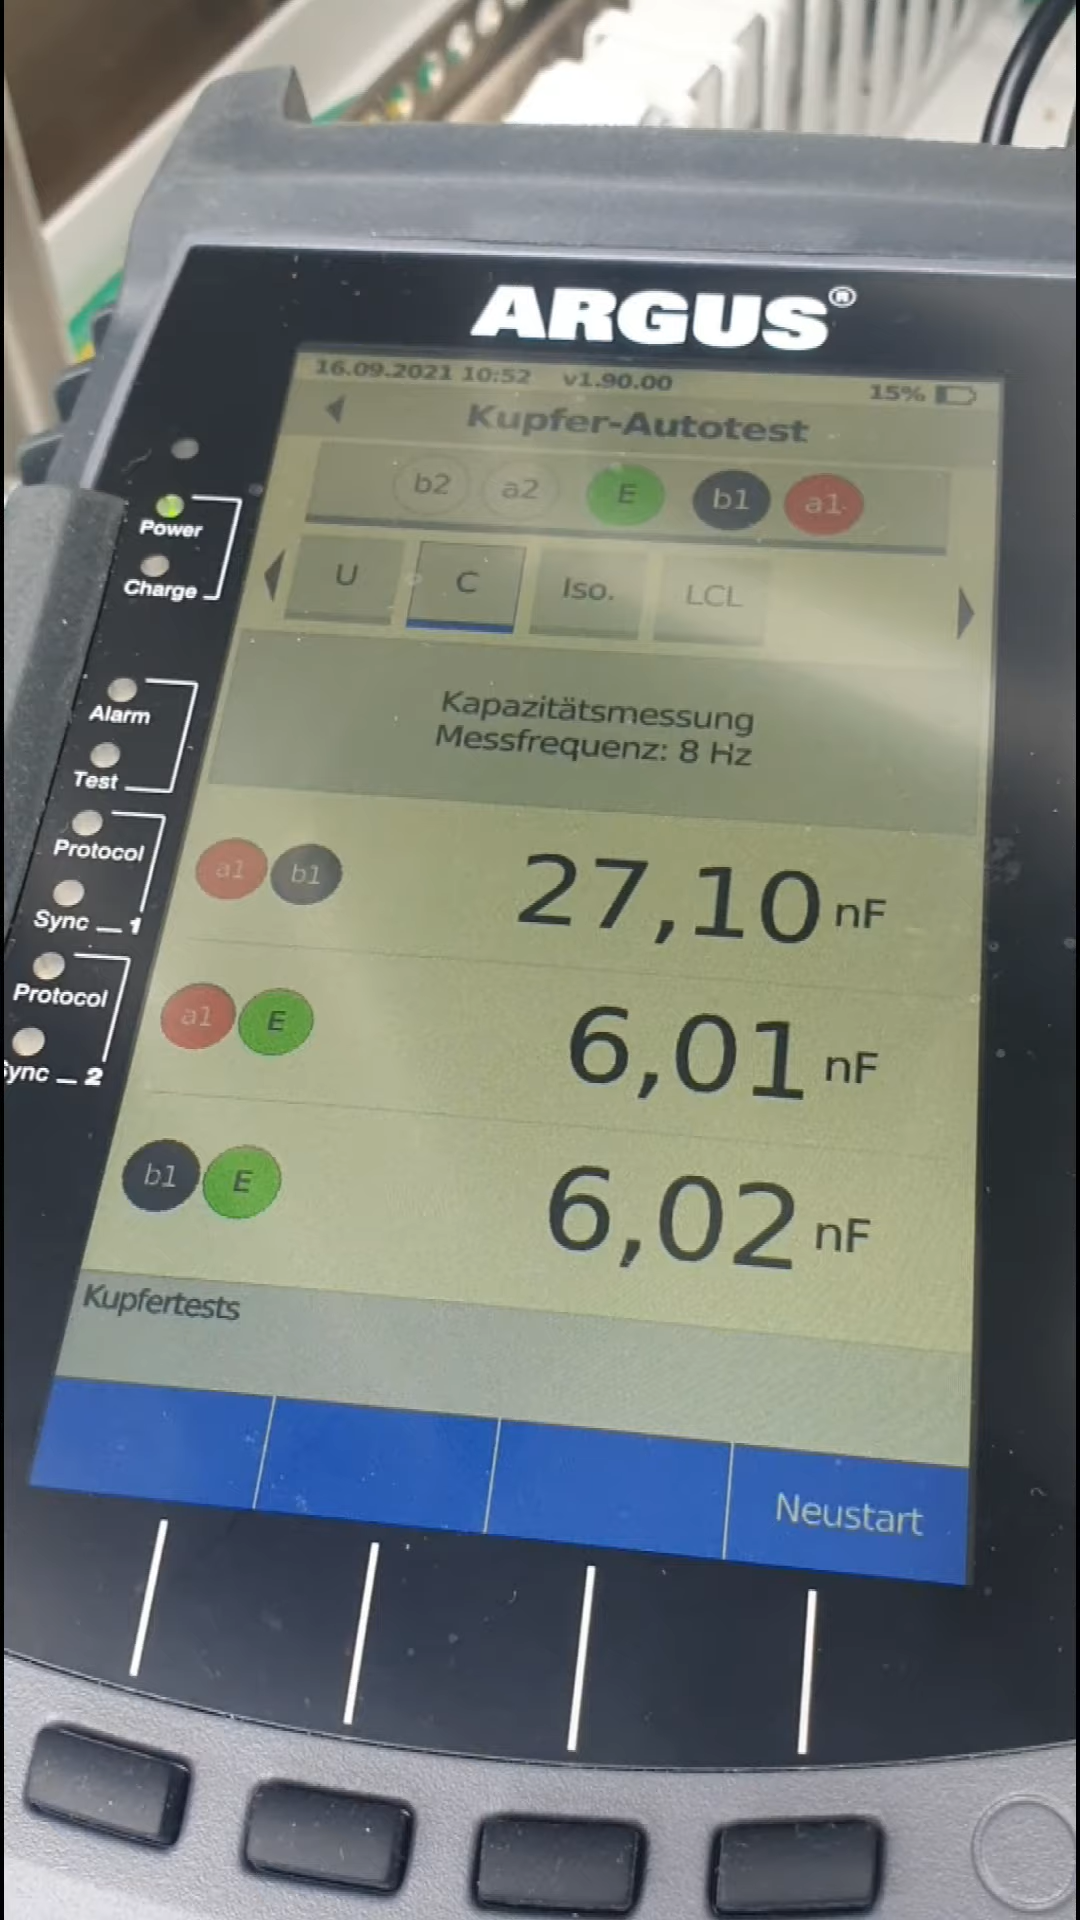 ARGUS®
16.09.2021 10:52 v1.90.00 15%
Kupfer-Autotest
b2 a2 E b1 a1
U C Iso. LCL
Kapazitätsmessung
Messfrequenz: 8 Hz
a1 b1 27,10 nF
a1 E 6,01 nF
b1 E 6,02 nF
Kupfertests
Neustart
Power
Charge
Alarm
Test
Protocol
Sync 1
Protocol
Sync 2